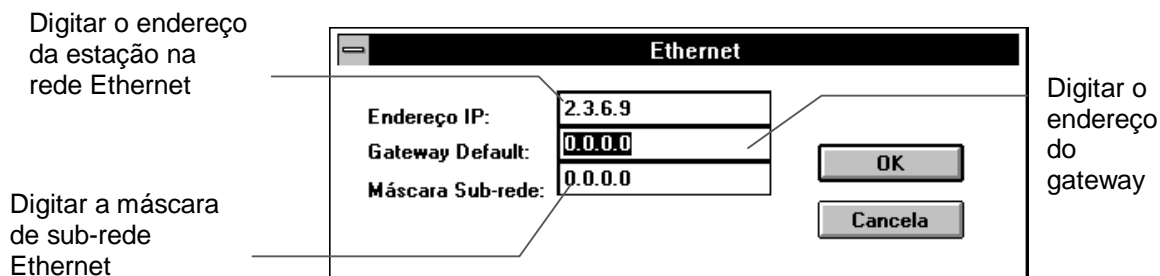 Digitar o endereço
da estação na
rede Ethernet
Ethernet
Endereço IP: 2.3.6.9
Gateway Default: 0.0.0.0
Máscara Sub-rede: 0.0.0.0
OK
Cancela
Digitar o
endereço
do
gateway
Digitar a máscara
de sub-rede
Ethernet